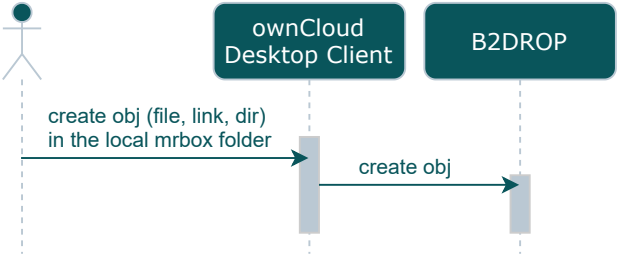 ownCloud
Desktop Client
B2DROP
create obj (file, link, dir)
in the local mrbox folder
create obj